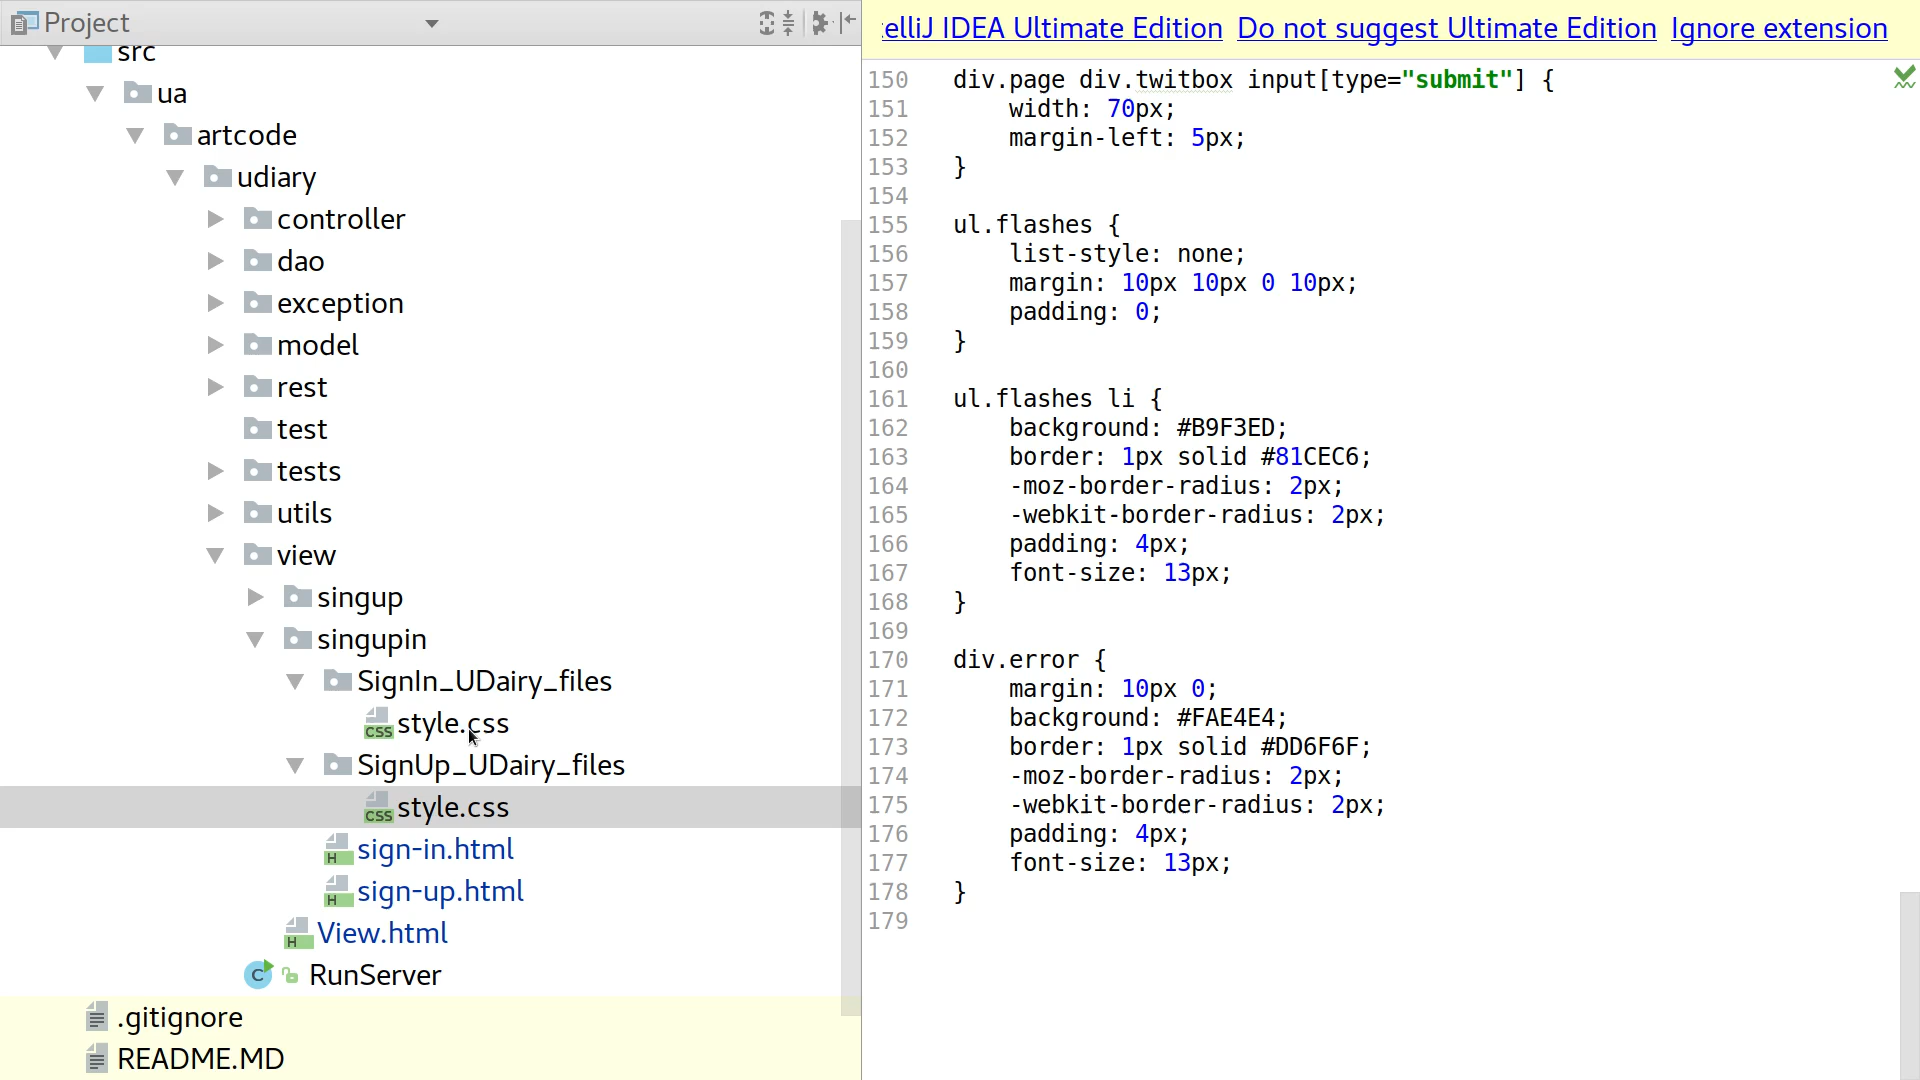 Project
src
ua
artcode
udiary
controller
dao
exception
model
rest
test
tests
utils
view
singup
singupin
SignIn_UDairy_files
CSS style.css
SignUp_UDairy_files
CSS style.css
H sign-in.html
H sign-up.html
H View.html
C RunServer
.gitignore
README.MD
elliJ IDEA Ultimate Edition Do not suggest Ultimate Edition Ignore extension
150 div.page div.twitbox input[type="submit"] {
151     width: 70px;
152     margin-left: 5px;
153 }
154
155 ul.flashes {
156     list-style: none;
157     margin: 10px 10px 0 10px;
158     padding: 0;
159 }
160
161 ul.flashes li {
162     background: #B9F3ED;
163     border: 1px solid #81CEC6;
164     -moz-border-radius: 2px;
165     -webkit-border-radius: 2px;
166     padding: 4px;
167     font-size: 13px;
168 }
169
170 div.error {
171     margin: 10px 0;
172     background: #FAE4E4;
173     border: 1px solid #DD6F6F;
174     -moz-border-radius: 2px;
175     -webkit-border-radius: 2px;
176     padding: 4px;
177     font-size: 13px;
178 }
179